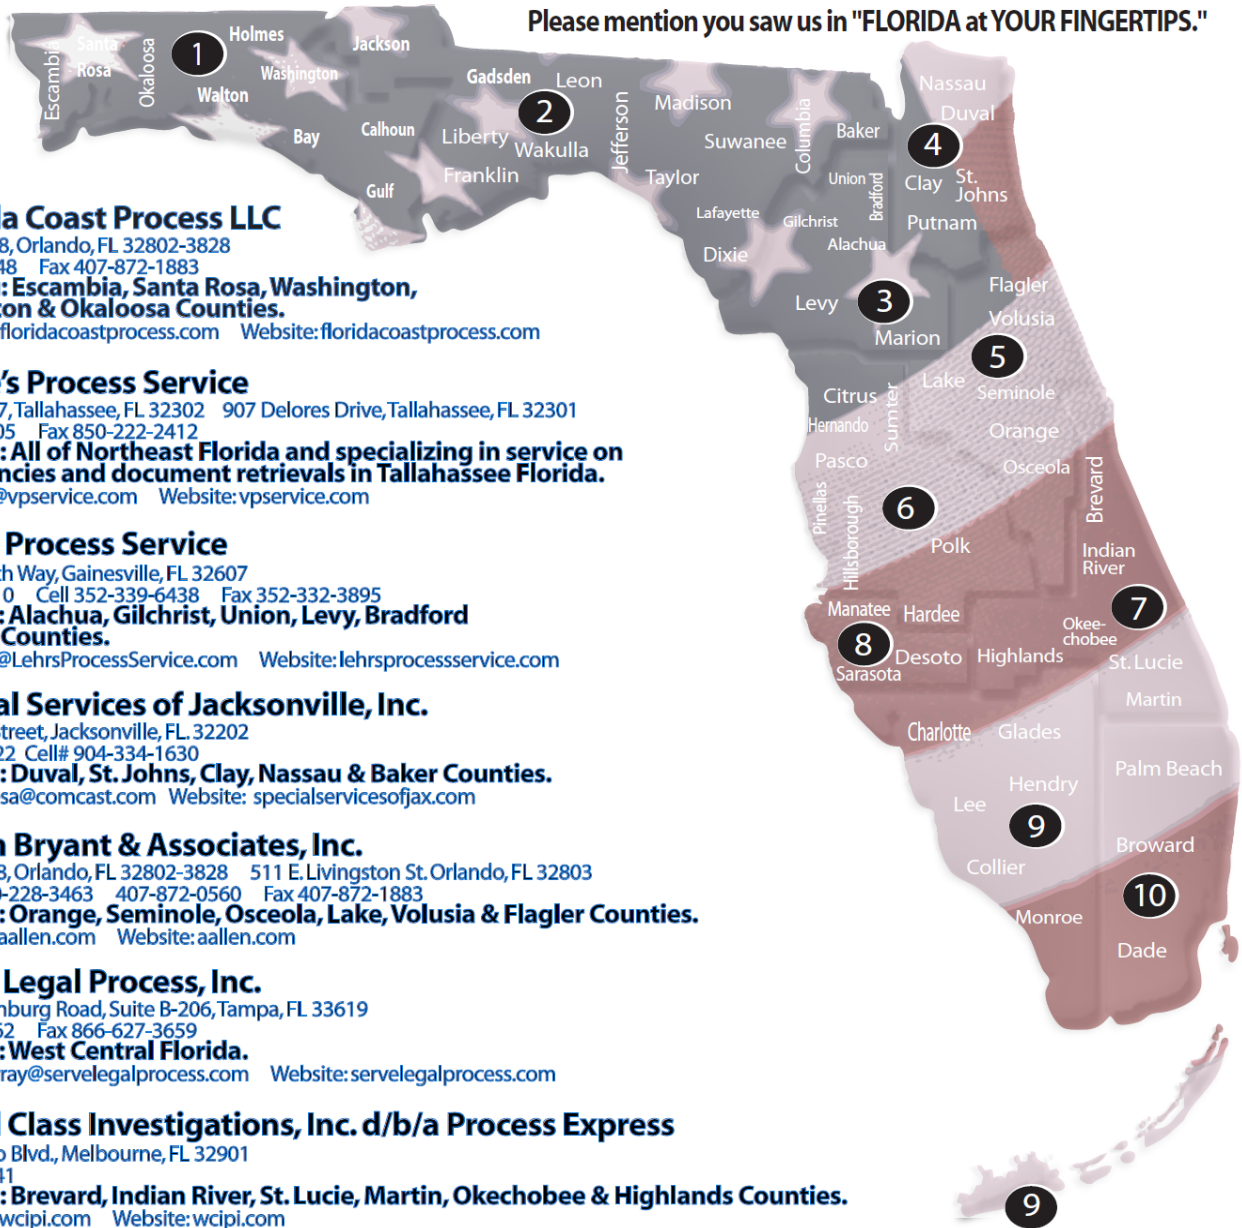 Please mention you saw us in "FLORIDA at YOUR FINGERTIPS."
Escambia
Santa
Rosa
Okaloosa
1
Holmes
Walton
Washington
Jackson
Bay
Calhoun
Gulf
Gadsden
Leon
2
Liberty
Wakulla
Franklin
Jefferson
Madison
Taylor
Suwanee
Lafayette
Dixie
Columbia
Baker
Union
Bradford
Gilchrist
Alachua
Levy
3
Marion
Nassau
Duval
4
Clay
St.
Johns
Putnam
Flagler
Volusia
5
Lake
Seminole
Citrus
Sumter
Hernando
Orange
Pasco
Osceola
Brevard
Pinellas
Hillsborough
6
Polk
Indian
River
7
Manatee
Hardee
Okee-
chobee
8
Desoto
Highlands
Sarasota
St. Lucie
Martin
Charlotte
Glades
Palm Beach
Hendry
Lee
9
Broward
Collier
10
Monroe
Dade
9
la Coast Process LLC
8, Orlando, FL 32802-3828
48 Fax 407-872-1883
: Escambia, Santa Rosa, Washington,
ton & Okaloosa Counties.
floridacoastprocess.com Website: floridacoastprocess.com
's Process Service
7, Tallahassee, FL 32302 907 Delores Drive, Tallahassee, FL 32301
05 Fax 850-222-2412
: All of Northeast Florida and specializing in service on
ncies and document retrievals in Tallahassee Florida.
@vpservice.com Website: vpservice.com
Process Service
th Way, Gainesville, FL 32607
0 Cell 352-339-6438 Fax 352-332-3895
: Alachua, Gilchrist, Union, Levy, Bradford
Counties.
@LehrsProcessService.com Website: lehrsprocessservice.com
al Services of Jacksonville, Inc.
treet, Jacksonville, FL. 32202
22 Cell# 904-334-1630
: Duval, St. Johns, Clay, Nassau & Baker Counties.
sa@comcast.com Website: specialservicesofjax.com
n Bryant & Associates, Inc.
8, Orlando, FL 32802-3828 511 E. Livingston St. Orlando, FL 32803
-228-3463 407-872-0560 Fax 407-872-1883
: Orange, Seminole, Osceola, Lake, Volusia & Flagler Counties.
aallen.com Website: aallen.com
Legal Process, Inc.
nburg Road, Suite B-206, Tampa, FL 33619
52 Fax 866-627-3659
: West Central Florida.
ray@servelegalprocess.com Website: servelegalprocess.com
Class Investigations, Inc. d/b/a Process Express
o Blvd., Melbourne, FL 32901
41
: Brevard, Indian River, St. Lucie, Martin, Okechobee & Highlands Counties.
wcipi.com Website: wcipi.com